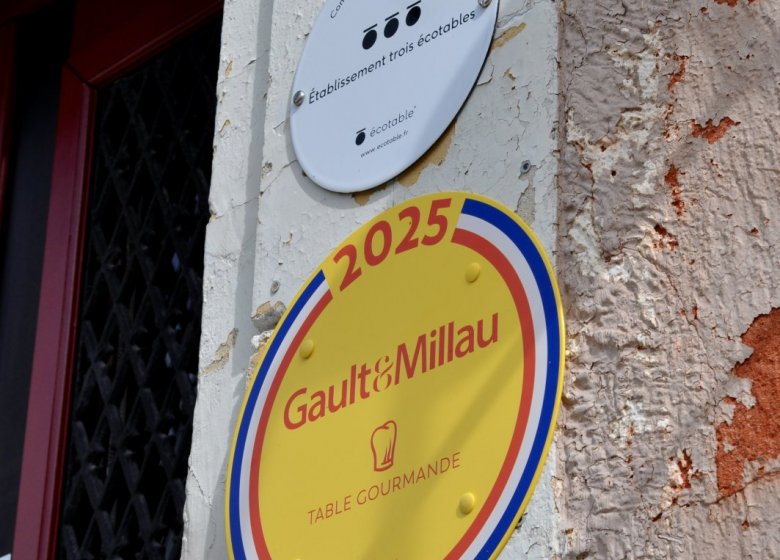 Établissement trois écotables
écotable
www.ecotable.fr
2025
Gault&Millau
TABLE GOURMANDE